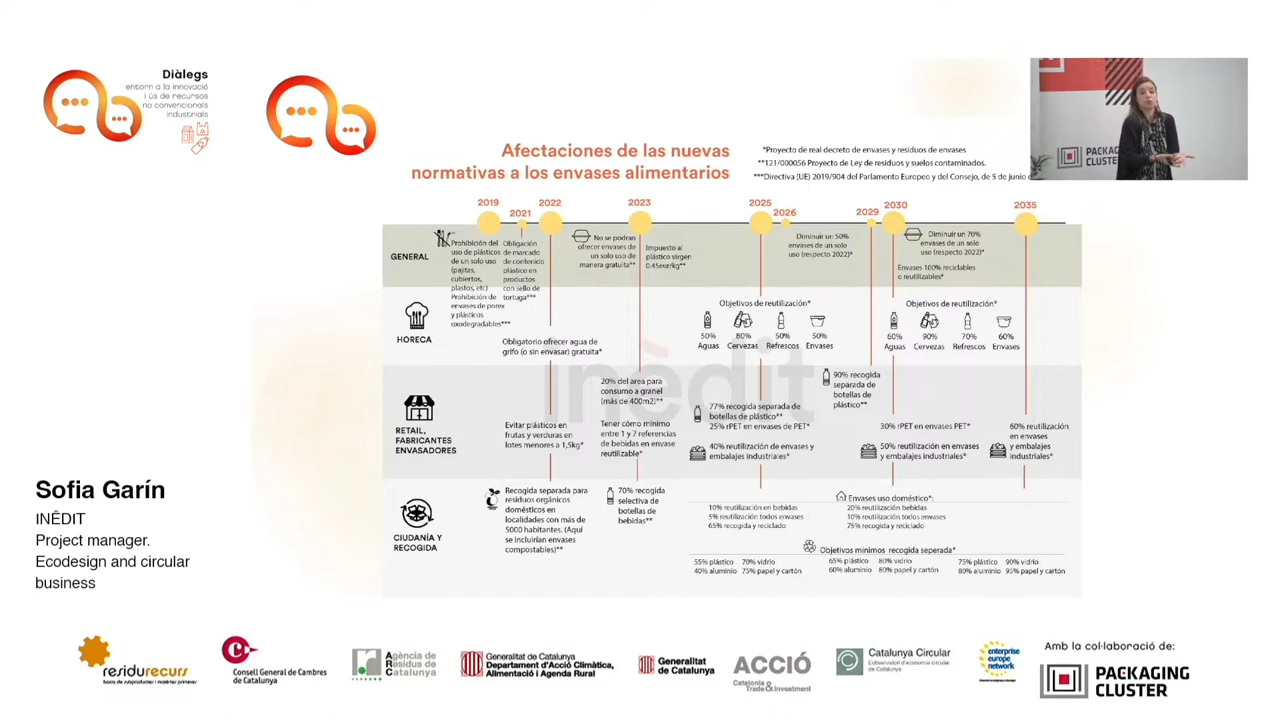 Diàlegs
entorn a la innovació
i ús de recursos
no convencionals
industrials
Afectaciones de las nuevas
normativas a los envases alimentarios
*Proyecto de real decreto de envases y residuos de envases
**121/000056 Proyecto de Ley de residuos y suelos contaminados.
***Directiva (UE) 2019/904 del Parlamento Europeo y del Consejo, de 5 de junio d
PACKAGING
CLUSTER
2019
2021
2022
2023
2025
2026
2029
2030
2035
GENERAL
Prohibición del
uso de plásticos
de un solo uso
(pajitas,
cubiertos,
plastos, etc)
Prohibición de
envases de porex
y plásticos
oxodegradables***
Obligación
de marcado
de contenido
plástico en
productos
con sello de
tortuga***
No se podran
ofrecer envases de
un solo uso de
manera gratuita**
Impuesto al
plástico virgen
0.45eur/kg**
Diminuir un 50%
envases de un solo
uso (respecto 2022)*
Diminuir un 70%
envases de un solo
uso (respecto 2022)*
Envases 100% reciclables
o reutilizables*
HORECA
Obligatorio ofrecer agua de
grifo (o sin envasar) gratuita*
Objetivos de reutilización*
50% Aguas
80% Cervezas
50% Refrescos
50% Envases
Objetivos de reutilización*
60% Aguas
90% Cervezas
70% Refrescos
60% Envases
inèdit
RETAIL,
FABRICANTES
ENVASADORES
Evitar plásticos en
frutas y verduras en
lotes menores a 1,5kg*
20% del area para
consumo a granel
(más de 400m2)**
Tener cómo mínimo
entre 1 y 7 referencias
de bebidas en envase
reutilizable*
77% recogida separada de
botellas de plástico**
25% rPET en envases de PET*
40% reutilización de envases y
embalajes industriales*
90% recogida
separada de
botellas de
plástico**
30% rPET en envases PET*
50% reutilización en envases
y embalajes industriales*
60% reutilización
en envases
y embalajes
industriales*
CIUDANÍA Y
RECOGIDA
Recogida separada para
residuos orgánicos
domésticos en
localidades con más de
5000 habitantes. (Aquí
se incluirían envases
compostables)**
70% recogida
selectiva de
botellas de
bebidas**
Envases uso doméstico*:
10% reutilización en bebidas
5% reutilización todos envases
65% recogida y reciclado
20% reutilización bebidas
10% reutilización todos envases
75% recogida y reciclado
Objetivos mínimos recogida seperada*
55% plástico 70% vidrio
40% aluminio 75% papel y cartón
65% plástico 80% vidrio
60% aluminio 80% papel y cartón
75% plástico 90% vidrio
80% aluminio 95% papel y cartón
Sofia Garín
INÈDIT
Project manager.
Ecodesign and circular
business
residurecurs
borsa de subproductes i matèries primeres
Consell General de Cambres
de Catalunya
Agència de
Residus de
Catalunya
Generalitat de Catalunya
Departament d'Acció Climàtica,
Alimentació i Agenda Rural
Generalitat
de Catalunya
ACCIÓ
Catalonia
Trade & Investment
Catalunya Circular
L'observatori d'economia circular
de Catalunya
enterprise
europe
network
Amb la col·laboració de:
PACKAGING
CLUSTER